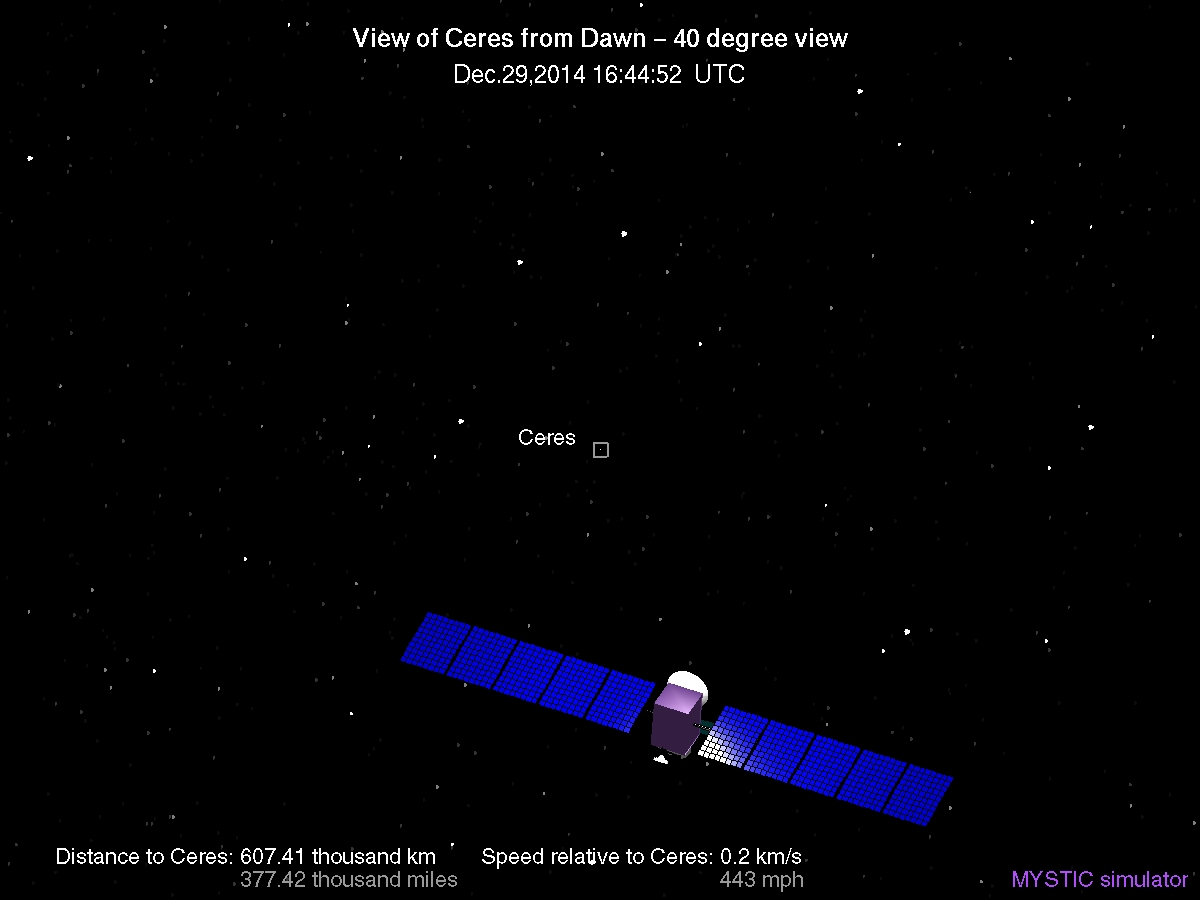 View of Ceres from Dawn – 40 degree view
Dec.29,2014 16:44:52 UTC
Ceres
Distance to Ceres: 607.41 thousand km Speed relative to Ceres: 0.2 km/s
377.42 thousand miles 443 mph MYSTIC simulator